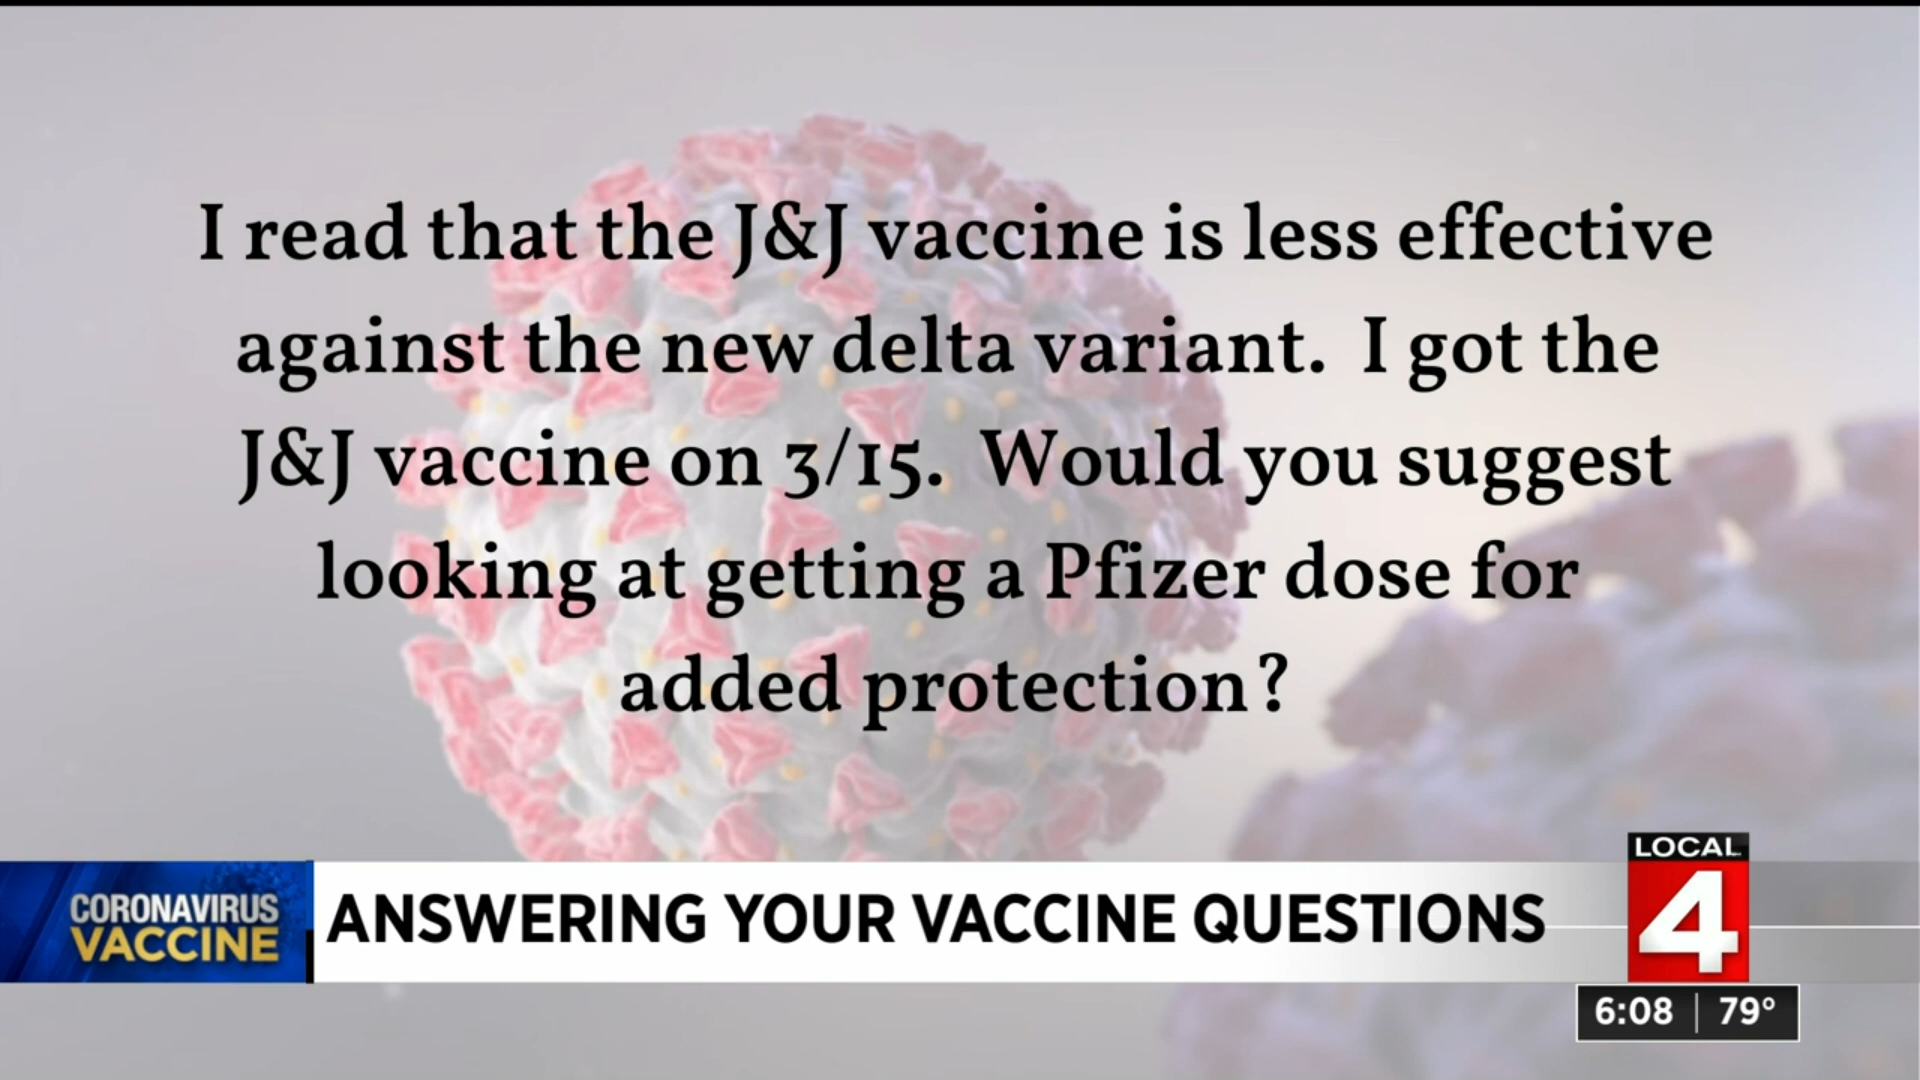 I read that the J&J vaccine is less effective
against the new delta variant.  I got the
J&J vaccine on 3/15.  Would you suggest
looking at getting a Pfizer dose for
added protection?
CORONAVIRUS
VACCINE
ANSWERING YOUR VACCINE QUESTIONS
LOCAL
4
6:08 | 79°